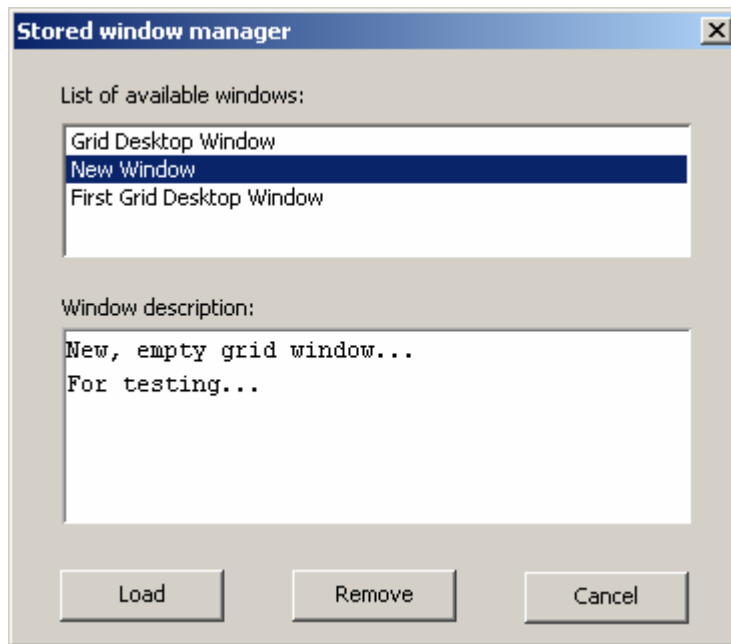 Stored window manager
List of available windows:
Grid Desktop Window
New Window
First Grid Desktop Window
Window description:
New, empty grid window...
For testing...
Load
Remove
Cancel